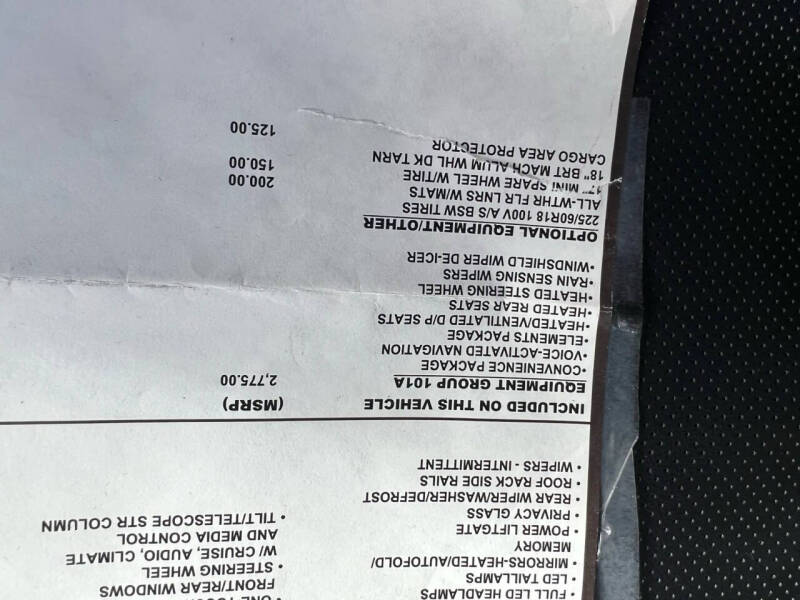 • FULL LED HEADLAMPS
• LED TAILLAMPS
• MIRRORS-HEATED/AUTOFOLD/
MEMORY
• POWER LIFTGATE
• PRIVACY GLASS
• REAR WIPER/WASHER/DEFROST
• ROOF RACK SIDE RAILS
• WIPERS - INTERMITTENT
FRONT/REAR WINDOWS
• STEERING WHEEL
W/ CRUISE, AUDIO, CLIMATE
AND MEDIA CONTROL
• TILT/TELESCOPE STR COLUMN
INCLUDED ON THIS VEHICLE (MSRP)
EQUIPMENT GROUP 101A 2,775.00
•CONVENIENCE PACKAGE
•VOICE-ACTIVATED NAVIGATION
•ELEMENTS PACKAGE
•HEATED/VENTILATED D/P SEATS
•HEATED REAR SEATS
•HEATED STEERING WHEEL
•RAIN SENSING WIPERS
•WINDSHIELD WIPER DE-ICER
OPTIONAL EQUIPMENT/OTHER
225/60R18 100V A/S BSW TIRES
ALL-WTHR FLR LNRS W/MATS 200.00
17" MINI SPARE WHEEL W/TIRE 150.00
18" BRT MACH ALUM WHL DK TARN
CARGO AREA PROTECTOR 125.00